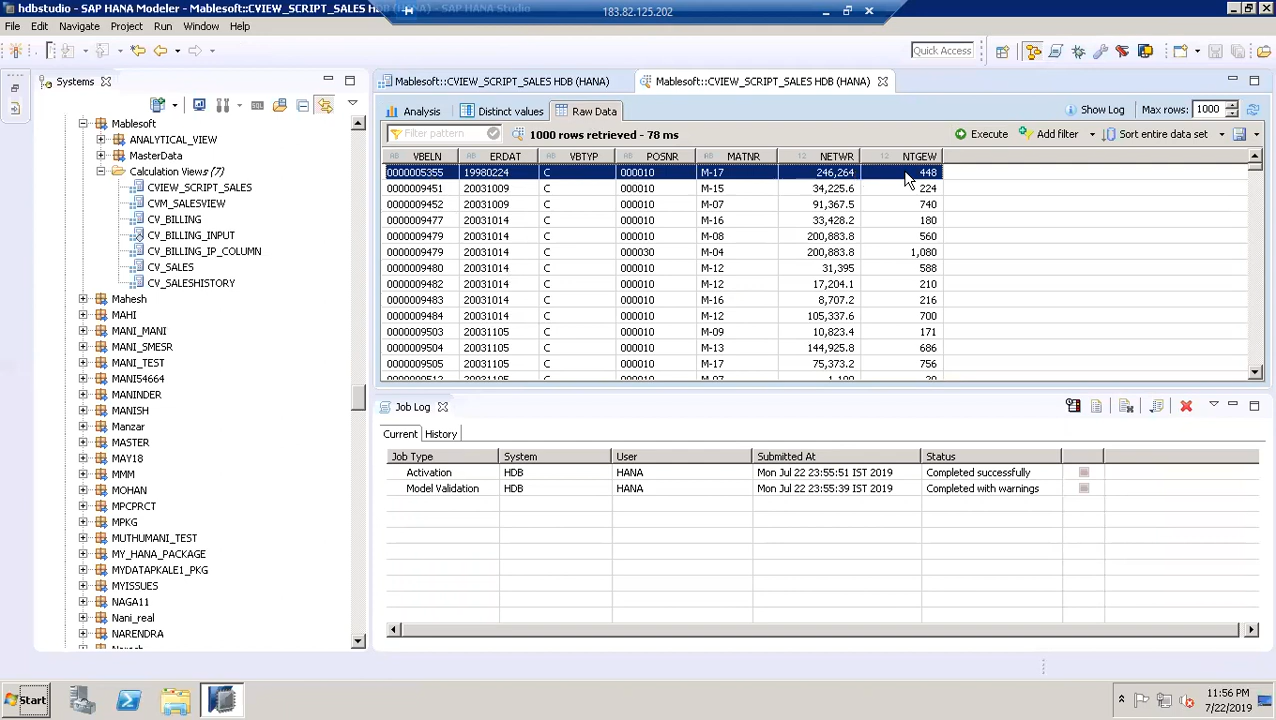 hdbstudio - SAP HANA Modeler - Mablesoft::CVIEW_SCRIPT_SALES HDB (HANA) - SAP HANA Studio
183.82.125.202
File Edit Navigate Project Run Window Help
Quick Access
Systems
Mablesoft
ANALYTICAL_VIEW
MasterData
Calculation Views (7)
CVIEW_SCRIPT_SALES
CVM_SALESVIEW
CV_BILLING
CV_BILLING_INPUT
CV_BILLING_IP_COLUMN
CV_SALES
CV_SALESHISTORY
Mahesh
MAHI
MANI_MANI
MANI_SMESR
MANI_TEST
MANI54664
MANINDER
MANISH
Manzar
MASTER
MAY18
MMM
MOHAN
MPCPRCT
MPKG
MUTHUMANI_TEST
MY_HANA_PACKAGE
MYDATPKALE1_PKG
MYISSUES
NAGA11
Nani_real
NARENDRA
Mablesoft::CVIEW_SCRIPT_SALES HDB (HANA)
Mablesoft::CVIEW_SCRIPT_SALES HDB (HANA)
Analysis Distinct values Raw Data
Show Log Max rows: 1000
Filter pattern 1000 rows retrieved - 78 ms
Execute Add filter Sort entire data set
VBELN ERDAT VBTYP POSNR MATNR NETWR NTGEW
0000005355 19980224 C 000010 M-17 246,264 448
0000009451 20031009 C 000010 M-15 34,225.6 224
0000009452 20031009 C 000010 M-07 91,367.5 740
0000009477 20031014 C 000010 M-16 33,428.2 180
0000009479 20031014 C 000010 M-08 200,883.8 560
0000009479 20031014 C 000030 M-04 200,883.8 1,080
0000009480 20031014 C 000010 M-12 31,395 588
0000009482 20031014 C 000010 M-12 17,204.1 210
0000009483 20031014 C 000010 M-16 8,707.2 216
0000009484 20031014 C 000010 M-12 105,337.6 700
0000009503 20031105 C 000010 M-09 10,823.4 171
0000009504 20031105 C 000010 M-13 144,925.8 686
0000009505 20031105 C 000010 M-17 75,373.2 756
Job Log
Current History
Job Type System User Submitted At Status
Activation HDB HANA Mon Jul 22 23:55:51 IST 2019 Completed successfully
Model Validation HDB HANA Mon Jul 22 23:55:39 IST 2019 Completed with warnings
Start
11:56 PM
7/22/2019